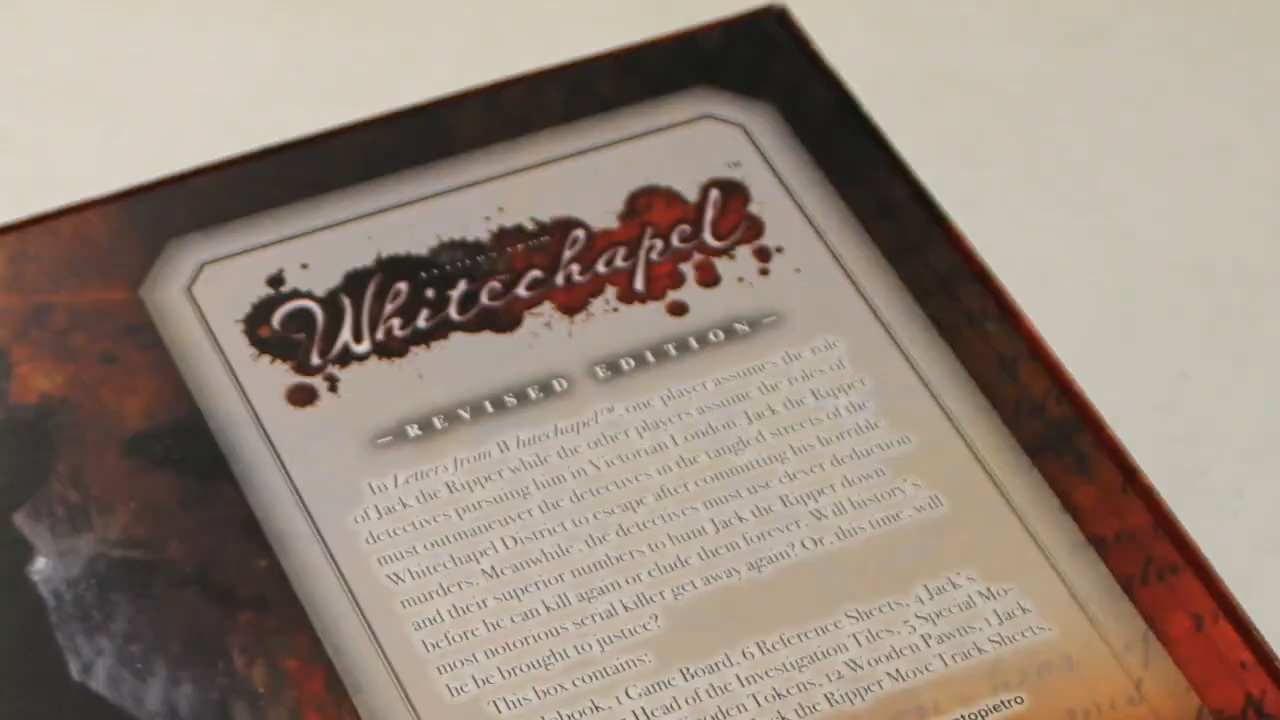 LETTERS FROM
Whitechapel™
– REVISED EDITION –
In Letters from Whitechapel™, one player assumes the role
of Jack the Ripper while the other players assume the roles of
detectives pursuing him in Victorian London. Jack the Ripper
must outmaneuver the detectives in the tangled streets of the
Whitechapel District to escape after committing his horrible
murders. Meanwhile, the detectives must use clever deduction
and their superior numbers to hunt Jack the Ripper down
before he can kill again or elude them forever. Will history's
most notorious serial killer get away again? Or, this time, will
he be brought to justice?
This box contains:
1 Game Board, 6 Reference Sheets, 4 Jack's
Head of the Investigation Tiles, 5 Special Mo-
Tokens, 12 Wooden Pawns, 1 Jack
the Ripper Move Track Sheets.